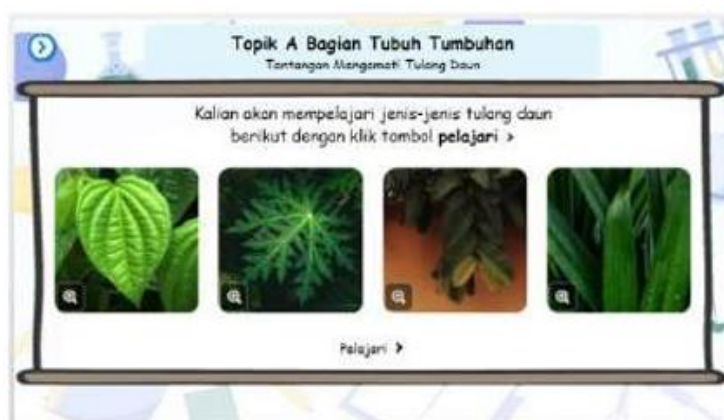 Topik A Bagian Tubuh Tumbuhan
Tantangan Mengamati Tulang Daun
Kalian akan mempelajari jenis-jenis tulang daun
berikut dengan klik tombol pelajari >
Pelajari >